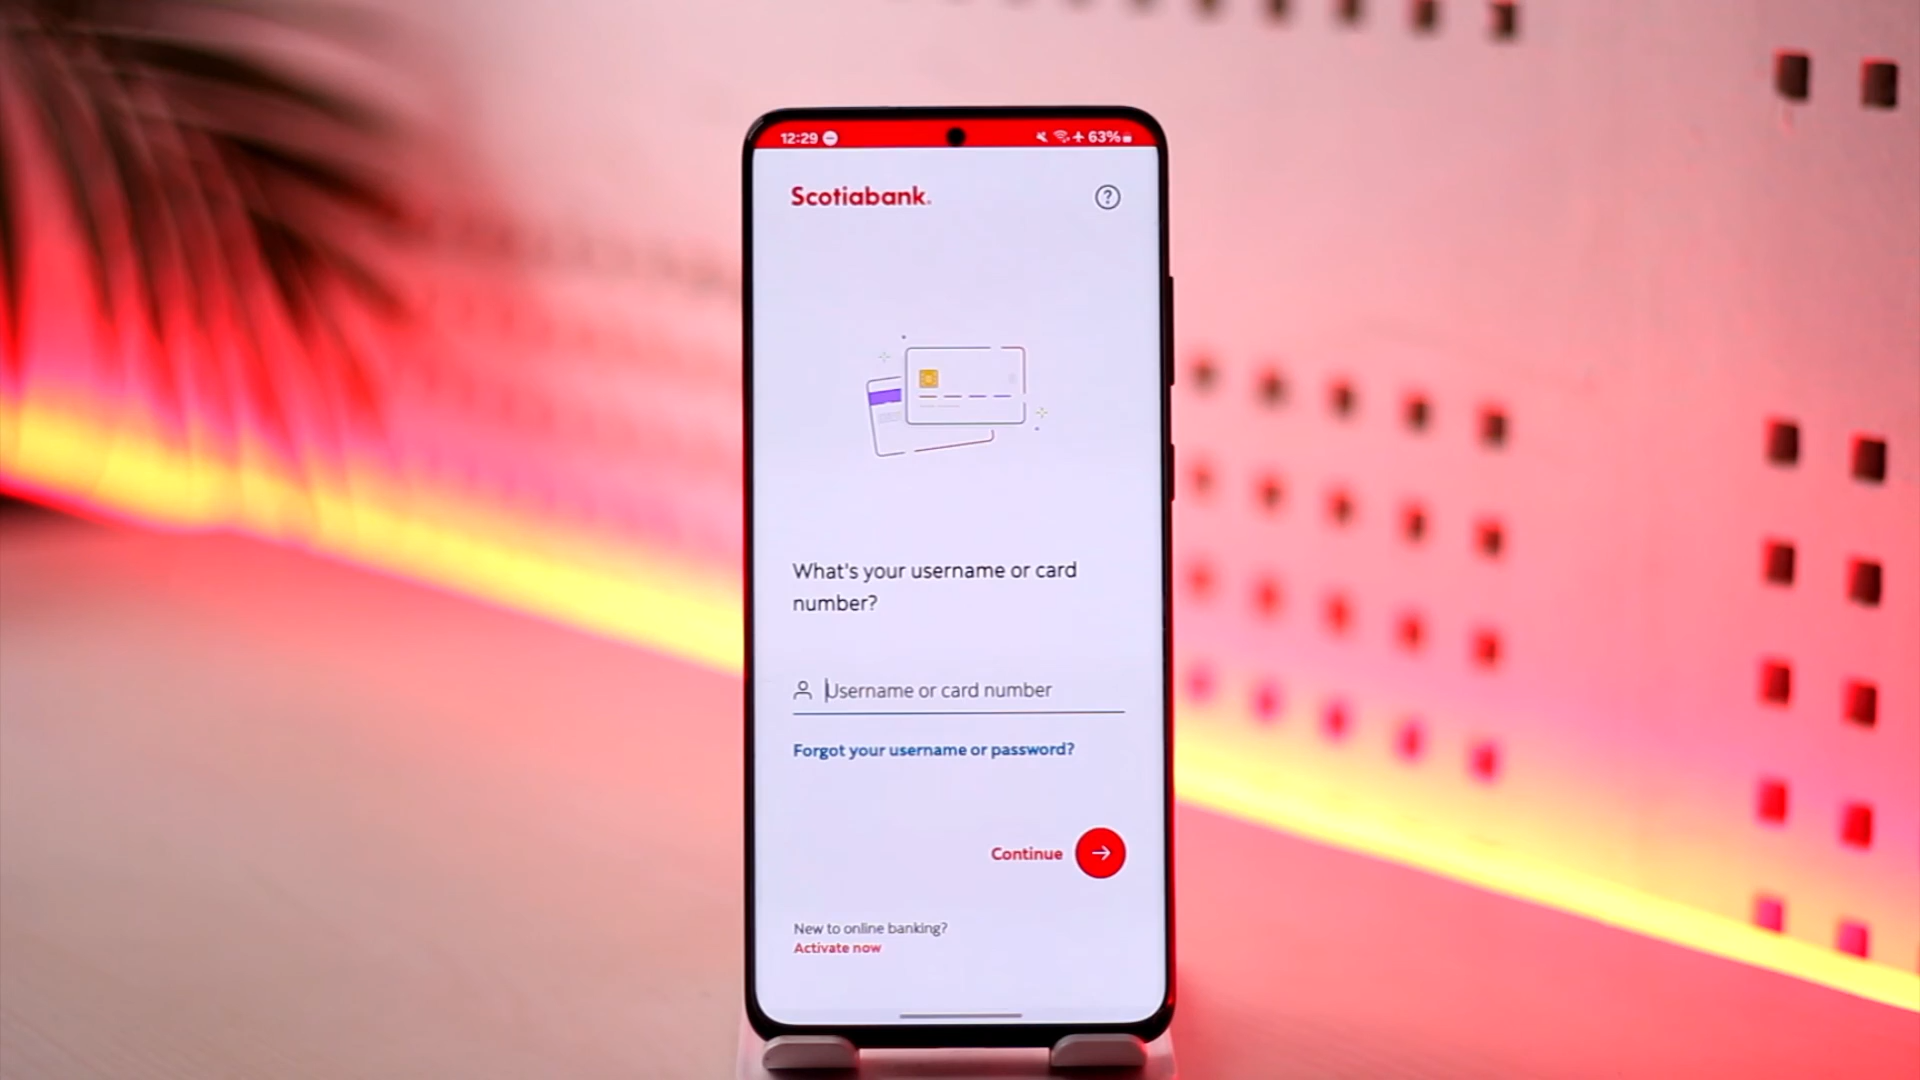 12:29
63%
Scotiabank.
?
What's your username or card
number?
Username or card number
Forgot your username or password?
Continue
New to online banking?
Activate now